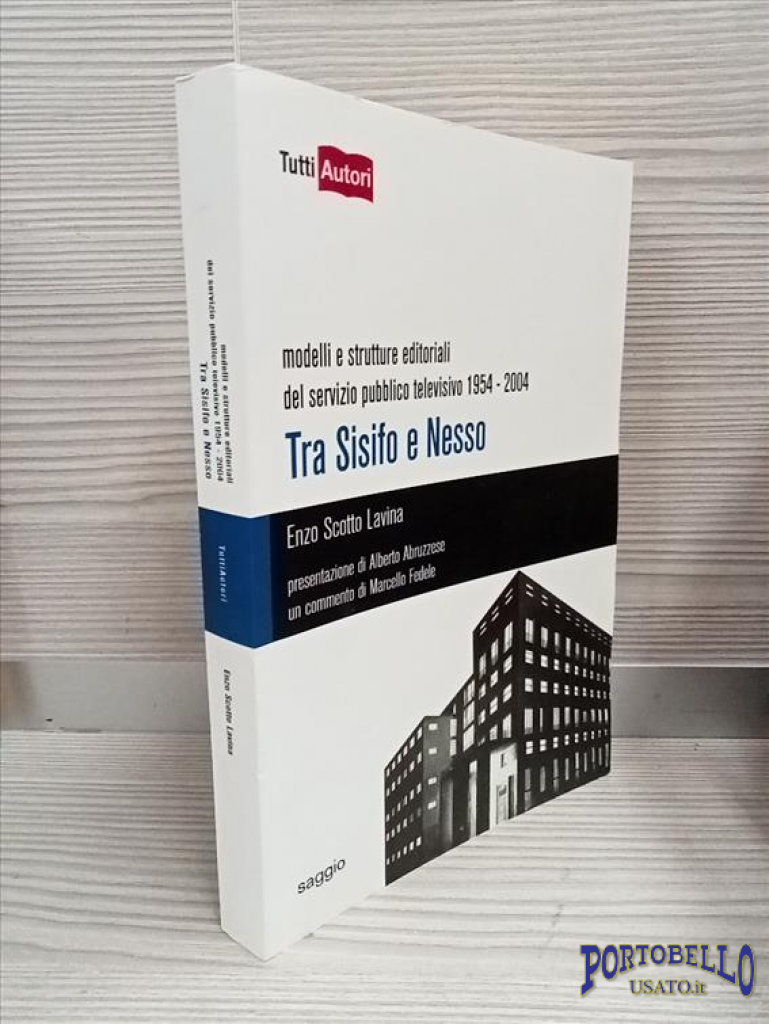 Tutti Autori
modelli e strutture editoriali
del servizio pubblico televisivo 1954 - 2004
Tra Sisifo e Nesso
Enzo Scotto Lavina
presentazione di Alberto Abruzzese
un commento di Marcello Fedele
saggio
modelli e strutture editoriali
del servizio pubblico televisivo 1954 - 2004
Tra Sisifo e Nesso
TuttiAutori
Enzo Scotto Lavina
PORTOBELLO
USATO.it